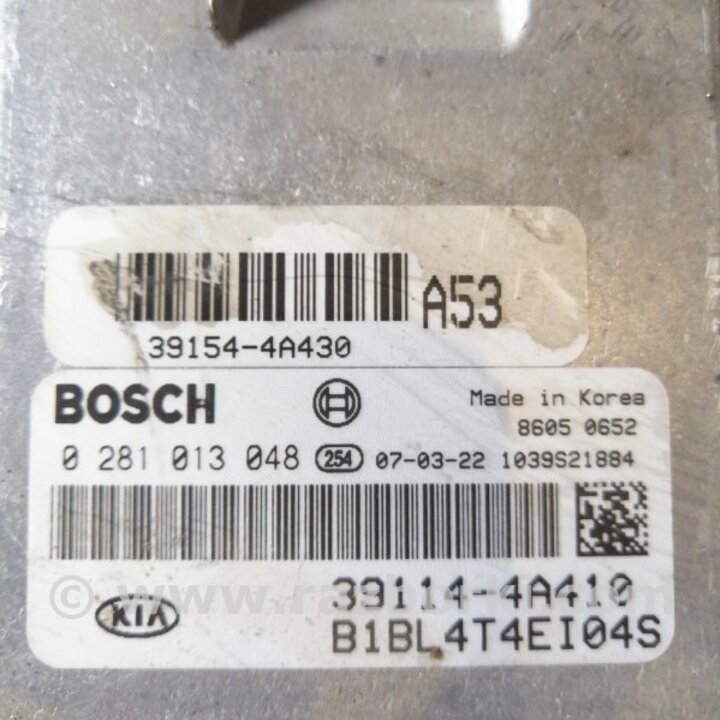 A53
39154-4A430
BOSCH
Made in Korea
8605 0652
0 281 013 048 254 07-03-22 1039S21884
39114-4A410
KIA
B1BL4T4EI04S